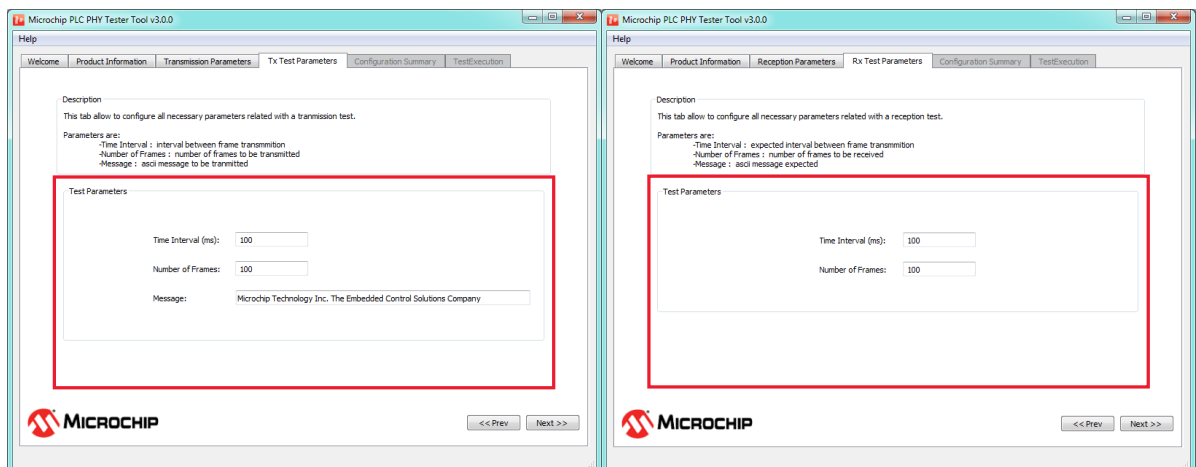 Microchip PLC PHY Tester Tool v3.0.0
Help
Welcome Product Information Transmission Parameters Tx Test Parameters Configuration Summary TestExecution
Description
This tab allow to configure all necessary parameters related with a tranmission test.
Parameters are:
-Time Interval : interval between frame transmmition
-Number of Frames : number of frames to be transmitted
-Message : ascii message to be tranmitted
Test Parameters
Time Interval (ms): 100
Number of Frames: 100
Message: Microchip Technology Inc. The Embedded Control Solutions Company
MICROCHIP
<< Prev Next >>
Microchip PLC PHY Tester Tool v3.0.0
Help
Welcome Product Information Reception Parameters Rx Test Parameters Configuration Summary TestExecution
Description
This tab allow to configure all necessary parameters related with a reception test.
Parameters are:
-Time Interval : expected interval between frame transmmition
-Number of Frames : number of frames to be received
-Message : ascii message expected
Test Parameters
Time Interval (ms): 100
Number of Frames: 100
MICROCHIP
<< Prev Next >>